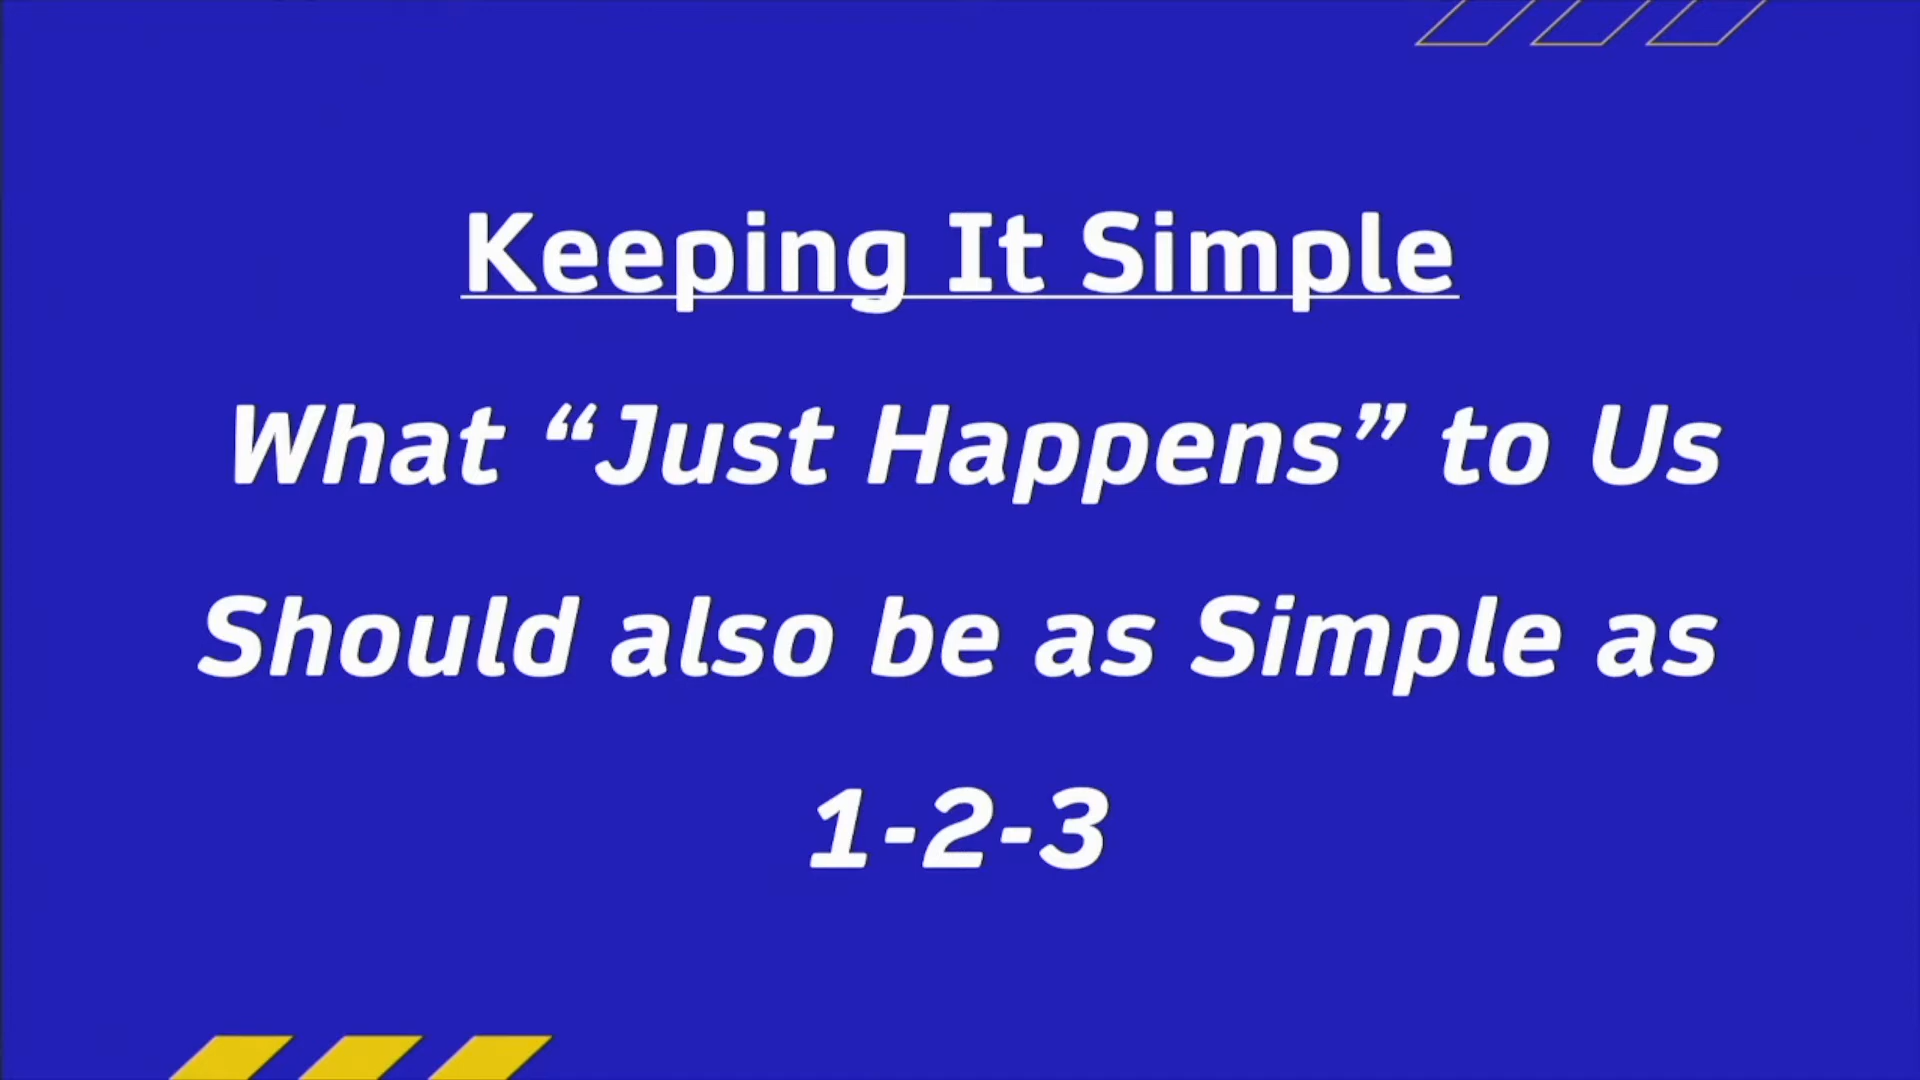 Keeping It Simple
What “Just Happens” to Us
Should also be as Simple as
1-2-3